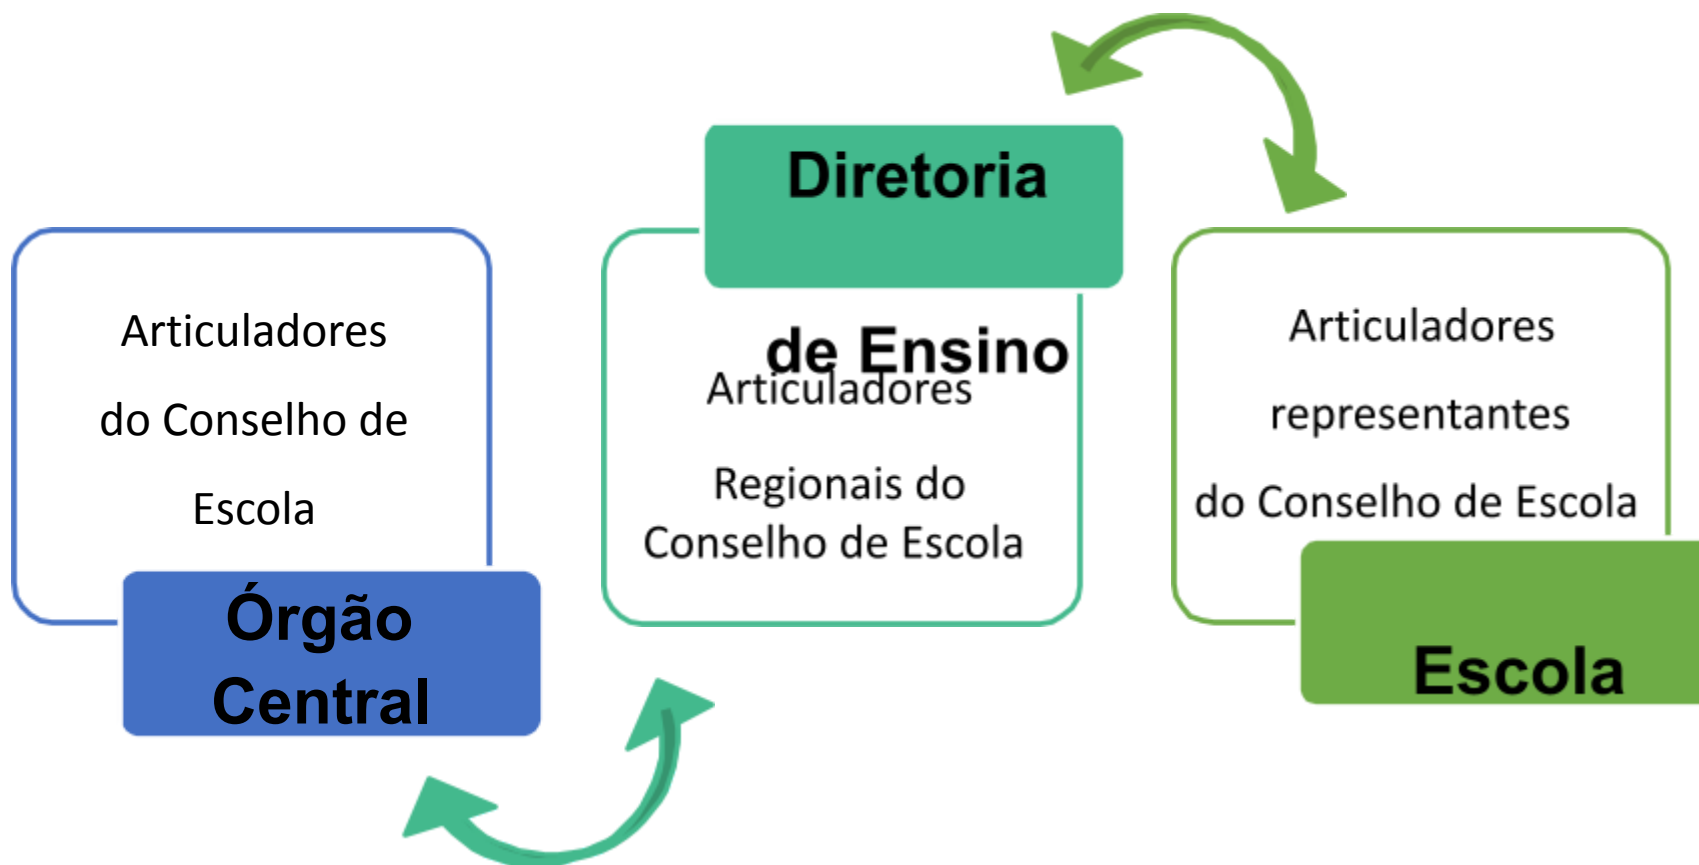 Articuladores
do Conselho de
Escola
Órgão
Central
Diretoria
de Ensino
Articuladores
Regionais do
Conselho de Escola
Articuladores
representantes
do Conselho de Escola
Escola